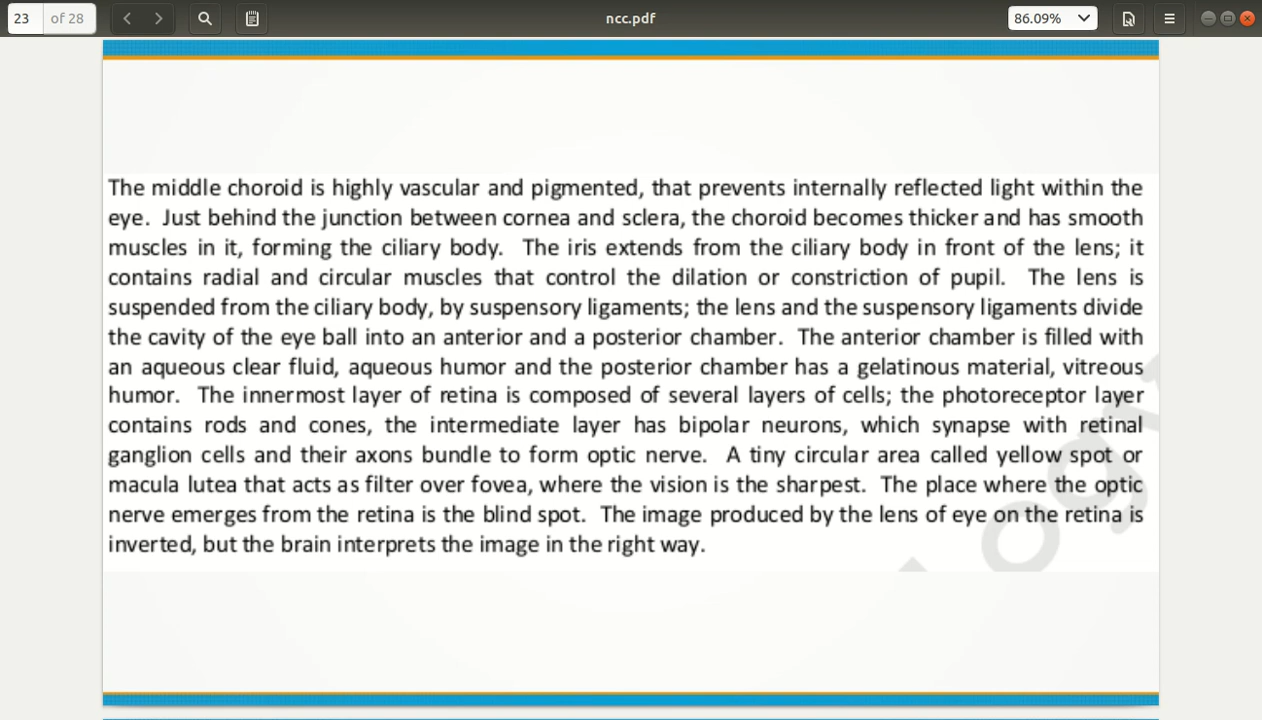 23 of 28 ncc.pdf 86.09%
The middle choroid is highly vascular and pigmented, that prevents internally reflected light within the
eye. Just behind the junction between cornea and sclera, the choroid becomes thicker and has smooth
muscles in it, forming the ciliary body. The iris extends from the ciliary body in front of the lens; it
contains radial and circular muscles that control the dilation or constriction of pupil. The lens is
suspended from the ciliary body, by suspensory ligaments; the lens and the suspensory ligaments divide
the cavity of the eye ball into an anterior and a posterior chamber. The anterior chamber is filled with
an aqueous clear fluid, aqueous humor and the posterior chamber has a gelatinous material, vitreous
humor. The innermost layer of retina is composed of several layers of cells; the photoreceptor layer
contains rods and cones, the intermediate layer has bipolar neurons, which synapse with retinal
ganglion cells and their axons bundle to form optic nerve. A tiny circular area called yellow spot or
macula lutea that acts as filter over fovea, where the vision is the sharpest. The place where the optic
nerve emerges from the retina is the blind spot. The image produced by the lens of eye on the retina is
inverted, but the brain interprets the image in the right way.